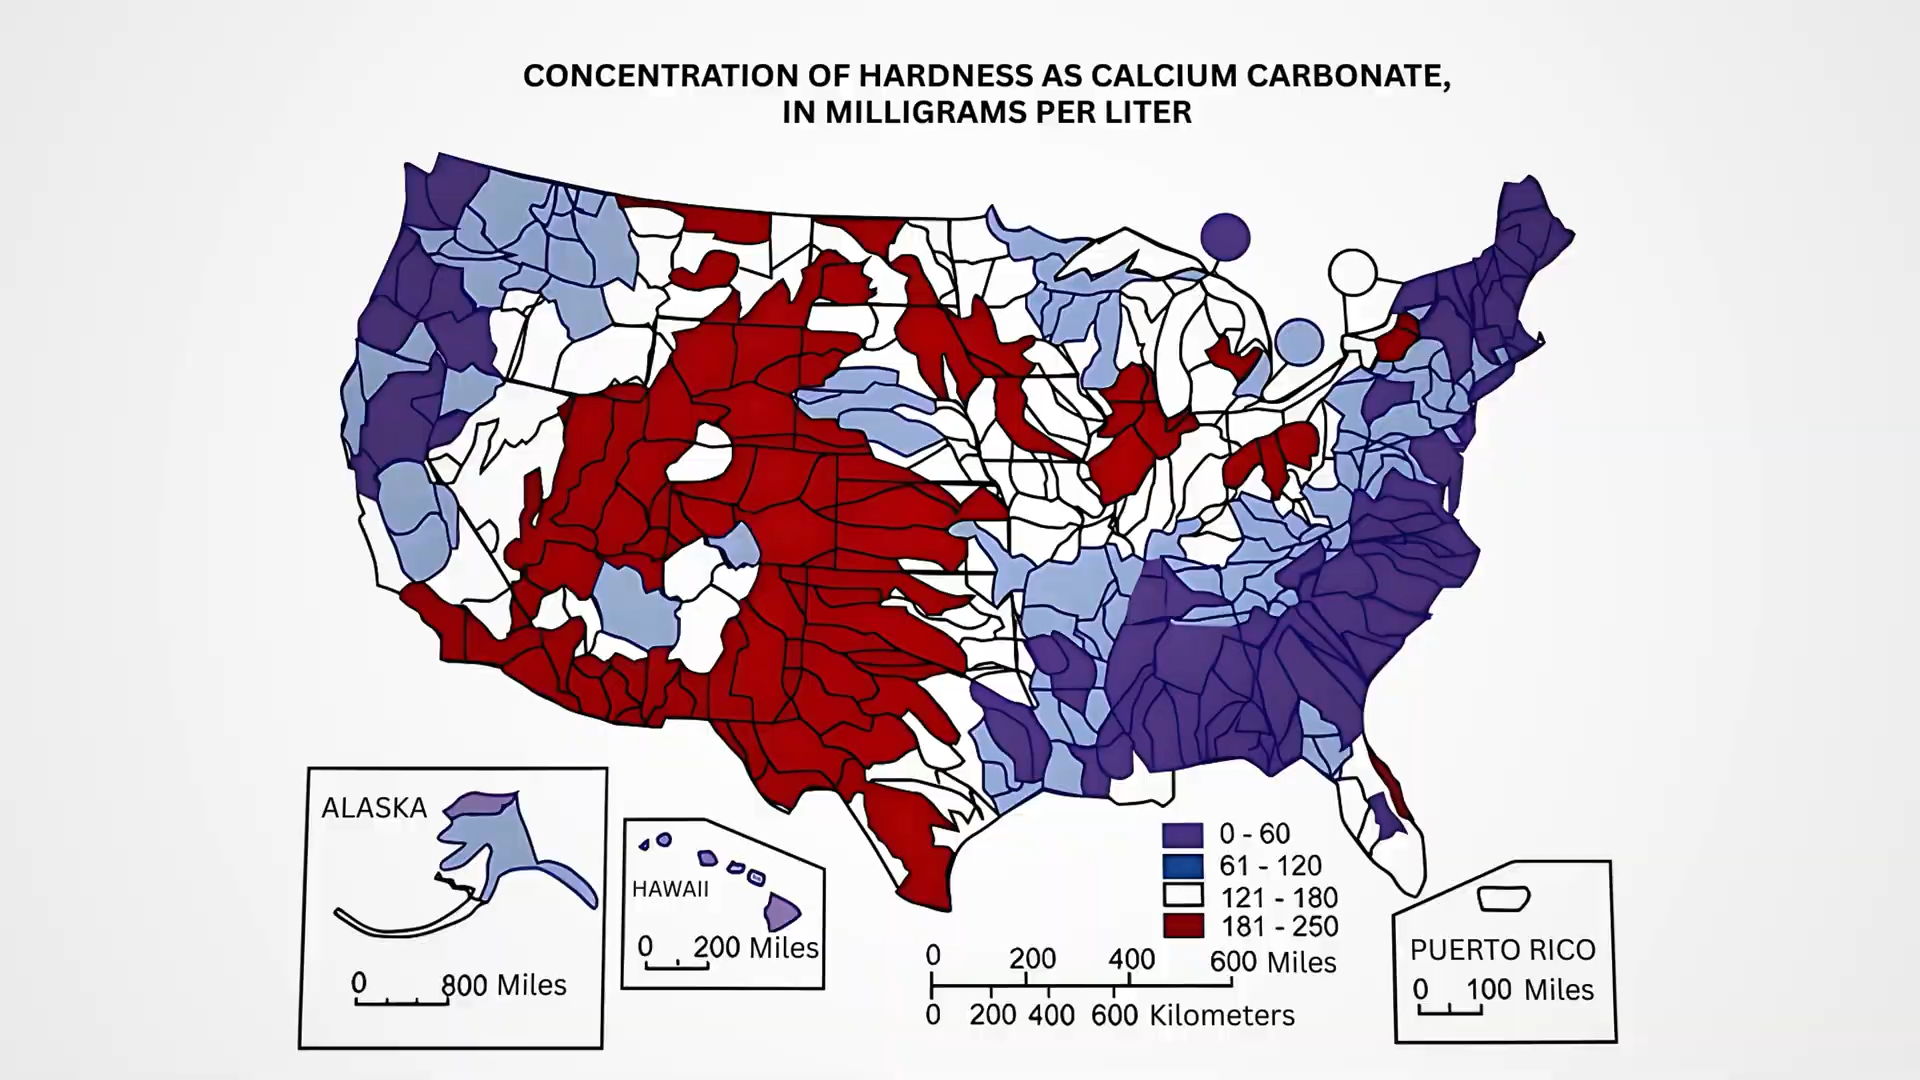 CONCENTRATION OF HARDNESS AS CALCIUM CARBONATE,
IN MILLIGRAMS PER LITER
ALASKA
0 800 Miles
HAWAII
0 200 Miles
0 - 60
61 - 120
121 - 180
181 - 250
0 200 400 600 Miles
0 200 400 600 Kilometers
PUERTO RICO
0 100 Miles